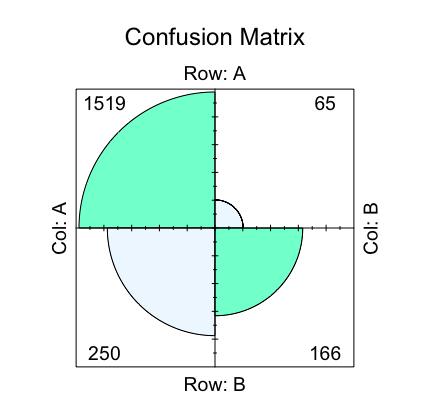 Confusion Matrix
Row: A
1519
65
Col: A
Col: B
250
166
Row: B